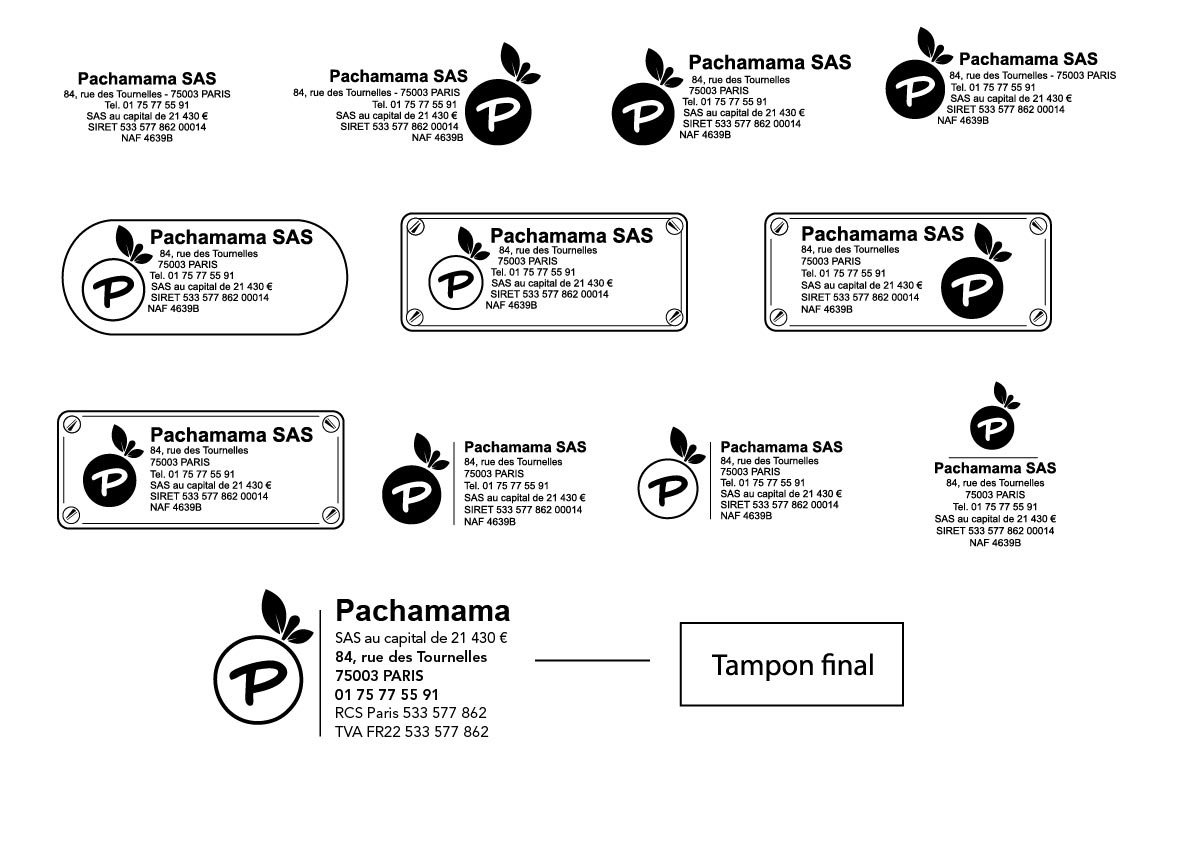 Pachamama SAS
84, rue des Tournelles - 75003 PARIS
Tel. 01 75 77 55 91
SAS au capital de 21 430 €
SIRET 533 577 862 00014
NAF 4639B
Pachamama SAS
84, rue des Tournelles - 75003 PARIS
Tel. 01 75 77 55 91
SAS au capital de 21 430 €
SIRET 533 577 862 00014
NAF 4639B
P
P
Pachamama SAS
84, rue des Tournelles
75003 PARIS
Tel. 01 75 77 55 91
SAS au capital de 21 430 €
SIRET 533 577 862 00014
NAF 4639B
P
Pachamama SAS
84, rue des Tournelles - 75003 PARIS
Tel. 01 75 77 55 91
SAS au capital de 21 430 €
SIRET 533 577 862 00014
NAF 4639B
P
Pachamama SAS
84, rue des Tournelles
75003 PARIS
Tel. 01 75 77 55 91
SAS au capital de 21 430 €
SIRET 533 577 862 00014
NAF 4639B
P
Pachamama SAS
84, rue des Tournelles
75003 PARIS
Tel. 01 75 77 55 91
SAS au capital de 21 430 €
SIRET 533 577 862 00014
NAF 4639B
Pachamama SAS
84, rue des Tournelles
75003 PARIS
Tel. 01 75 77 55 91
SAS au capital de 21 430 €
SIRET 533 577 862 00014
NAF 4639B
P
P
Pachamama SAS
84, rue des Tournelles
75003 PARIS
Tel. 01 75 77 55 91
SAS au capital de 21 430 €
SIRET 533 577 862 00014
NAF 4639B
P
Pachamama SAS
84, rue des Tournelles
75003 PARIS
Tel. 01 75 77 55 91
SAS au capital de 21 430 €
SIRET 533 577 862 00014
NAF 4639B
P
Pachamama SAS
84, rue des Tournelles
75003 PARIS
Tel. 01 75 77 55 91
SAS au capital de 21 430 €
SIRET 533 577 862 00014
NAF 4639B
P
Pachamama SAS
84, rue des Tournelles
75003 PARIS
Tel. 01 75 77 55 91
SAS au capital de 21 430 €
SIRET 533 577 862 00014
NAF 4639B
P
Pachamama
SAS au capital de 21 430 €
84, rue des Tournelles
75003 PARIS
01 75 77 55 91
RCS Paris 533 577 862
TVA FR22 533 577 862
Tampon final